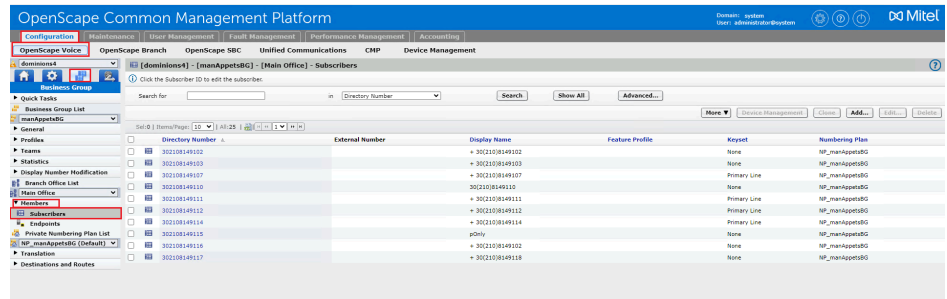 OpenScape Common Management Platform
Domain: system
User: administrator@system
Mitel
Configuration Maintenance User Management Fault Management Performance Management Accounting
OpenScape Voice OpenScape Branch OpenScape SBC Unified Communications CMP Device Management
dominions4
[dominions4] - [manAppetsBG] - [Main Office] - Subscribers
Click the Subscriber ID to edit the subscriber.
Business Group
Quick Tasks
Business Group List
manAppetsBG
General
Profiles
Teams
Statistics
Display Number Modification
Branch Office List
Main Office
Members
Subscribers
Endpoints
Private Numbering Plan List
NP_manAppetsBG (Default)
Translation
Destinations and Routes
Search for in Directory Number Search Show All Advanced...
More Device Management Clone Add... Edit... Delete
Sel:0 | Items/Page: 10 | All:25 | 1
Directory Number External Number Display Name Feature Profile Keyset Numbering Plan
302108149102 + 30(210)8149102 None NP_manAppetsBG
302108149103 + 30(210)8149103 None NP_manAppetsBG
302108149107 + 30(210)8149107 Primary Line NP_manAppetsBG
302108149110 30(210)8149110 None NP_manAppetsBG
302108149111 + 30(210)8149111 Primary Line NP_manAppetsBG
302108149112 + 30(210)8149112 Primary Line NP_manAppetsBG
302108149114 + 30(210)8149114 Primary Line NP_manAppetsBG
302108149115 pOnly None NP_manAppetsBG
302108149116 + 30(210)8149102 None NP_manAppetsBG
302108149117 + 30(210)8149118 None NP_manAppetsBG